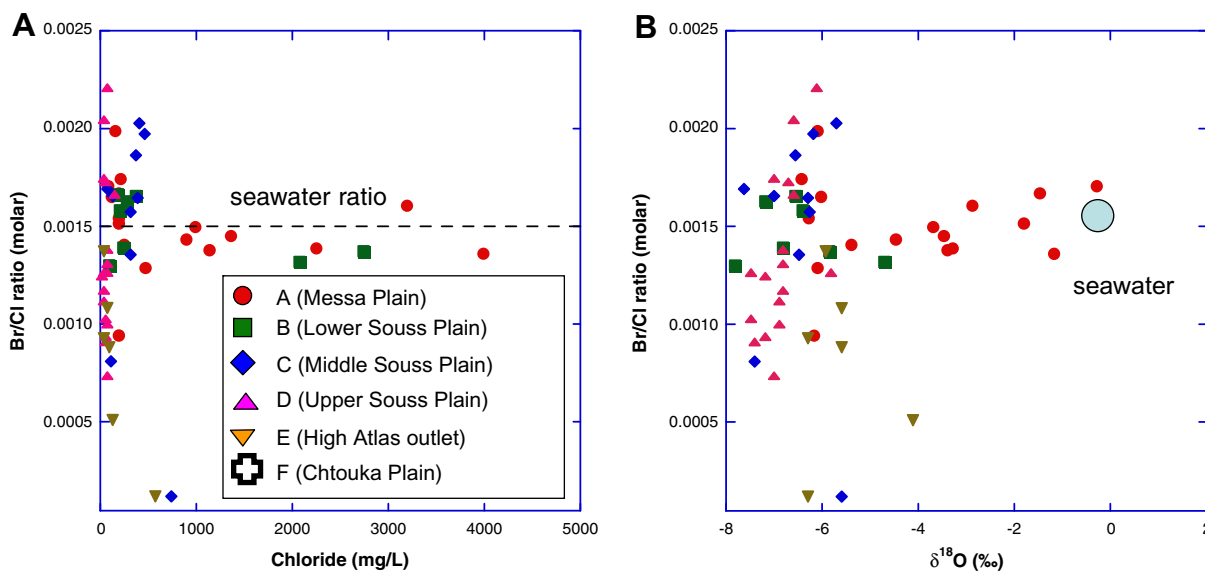 A
Br/Cl ratio (molar)
0.0025
0.0020
0.0015
0.0010
0.0005
seawater ratio
A (Messa Plain)
B (Lower Souss Plain)
C (Middle Souss Plain)
D (Upper Souss Plain)
E (High Atlas outlet)
F (Chtouka Plain)
0 1000 2000 3000 4000 5000
Chloride (mg/L)
B
Br/Cl ratio (molar)
0.0025
0.0020
0.0015
0.0010
0.0005
seawater
-8 -6 -4 -2 0 2
δ¹⁸O (‰)